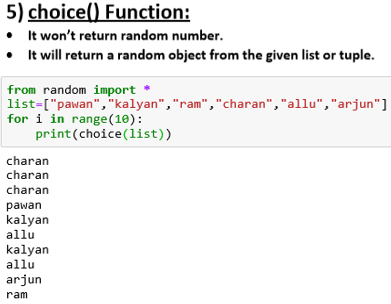 5) choice() Function:
• It won’t return random number.
• It will return a random object from the given list or tuple.
from random import *
list=["pawan","kalyan","ram","charan","allu","arjun"]
for i in range(10):
    print(choice(list))
charan
charan
charan
pawan
kalyan
allu
kalyan
allu
arjun
ram